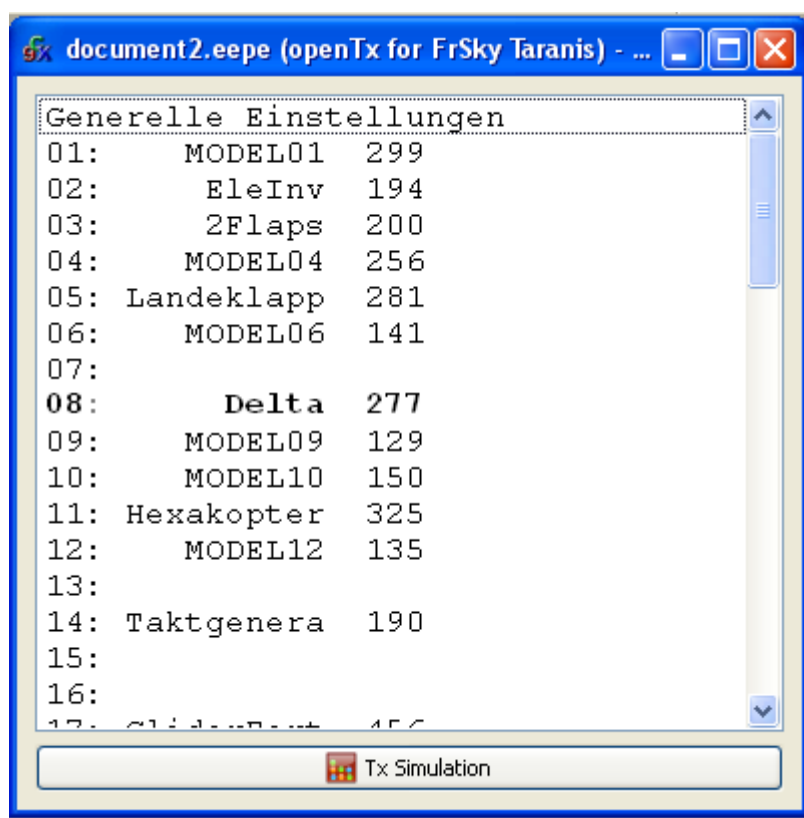 document2.eepe (openTx for FrSky Taranis) - ...
Generelle Einstellungen
01: MODEL01 299
02: EleInv 194
03: 2Flaps 200
04: MODEL04 256
05: Landeklapp 281
06: MODEL06 141
07:
08: Delta 277
09: MODEL09 129
10: MODEL10 150
11: Hexakopter 325
12: MODEL12 135
13:
14: Taktgenera 190
15:
16:
17: 456
Tx Simulation